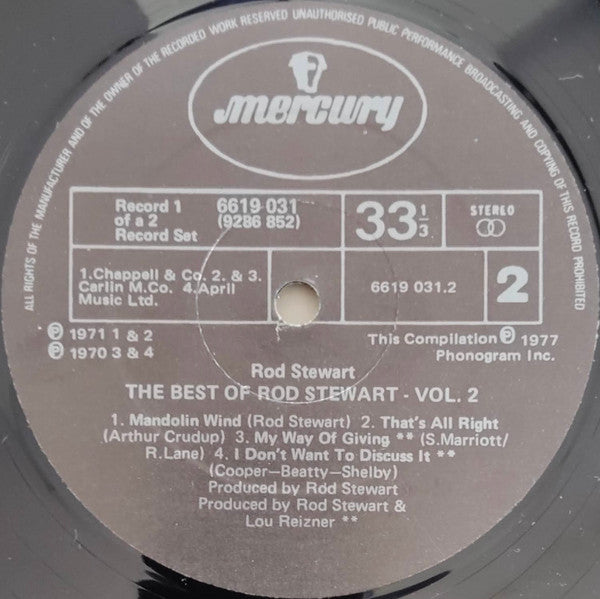 ALL RIGHTS OF THE MANUFACTURER AND OF THE OWNER OF THE RECORDED WORK RESERVED UNAUTHORISED PUBLIC PERFORMANCE BROADCASTING AND COPYING OF THIS RECORD PROHIBITED
mercury
Record 1
of a 2
Record Set
6619 031
(9286 852)
33 1/3
STEREO
1.Chappell & Co. 2. & 3.
Carlin M.Co. 4.April
Music Ltd.
6619 031.2
2
Ⓟ 1971 1 & 2
Ⓟ 1970 3 & 4
This Compilation Ⓟ 1977
Phonogram Inc.
Rod Stewart
THE BEST OF ROD STEWART - VOL. 2
1. Mandolin Wind (Rod Stewart) 2. That's All Right
(Arthur Crudup) 3. My Way Of Giving ** (S.Marriott/
R.Lane) 4. I Don't Want To Discuss It **
(Cooper-Beatty-Shelby)
Produced by Rod Stewart
Produced by Rod Stewart &
Lou Reizner **